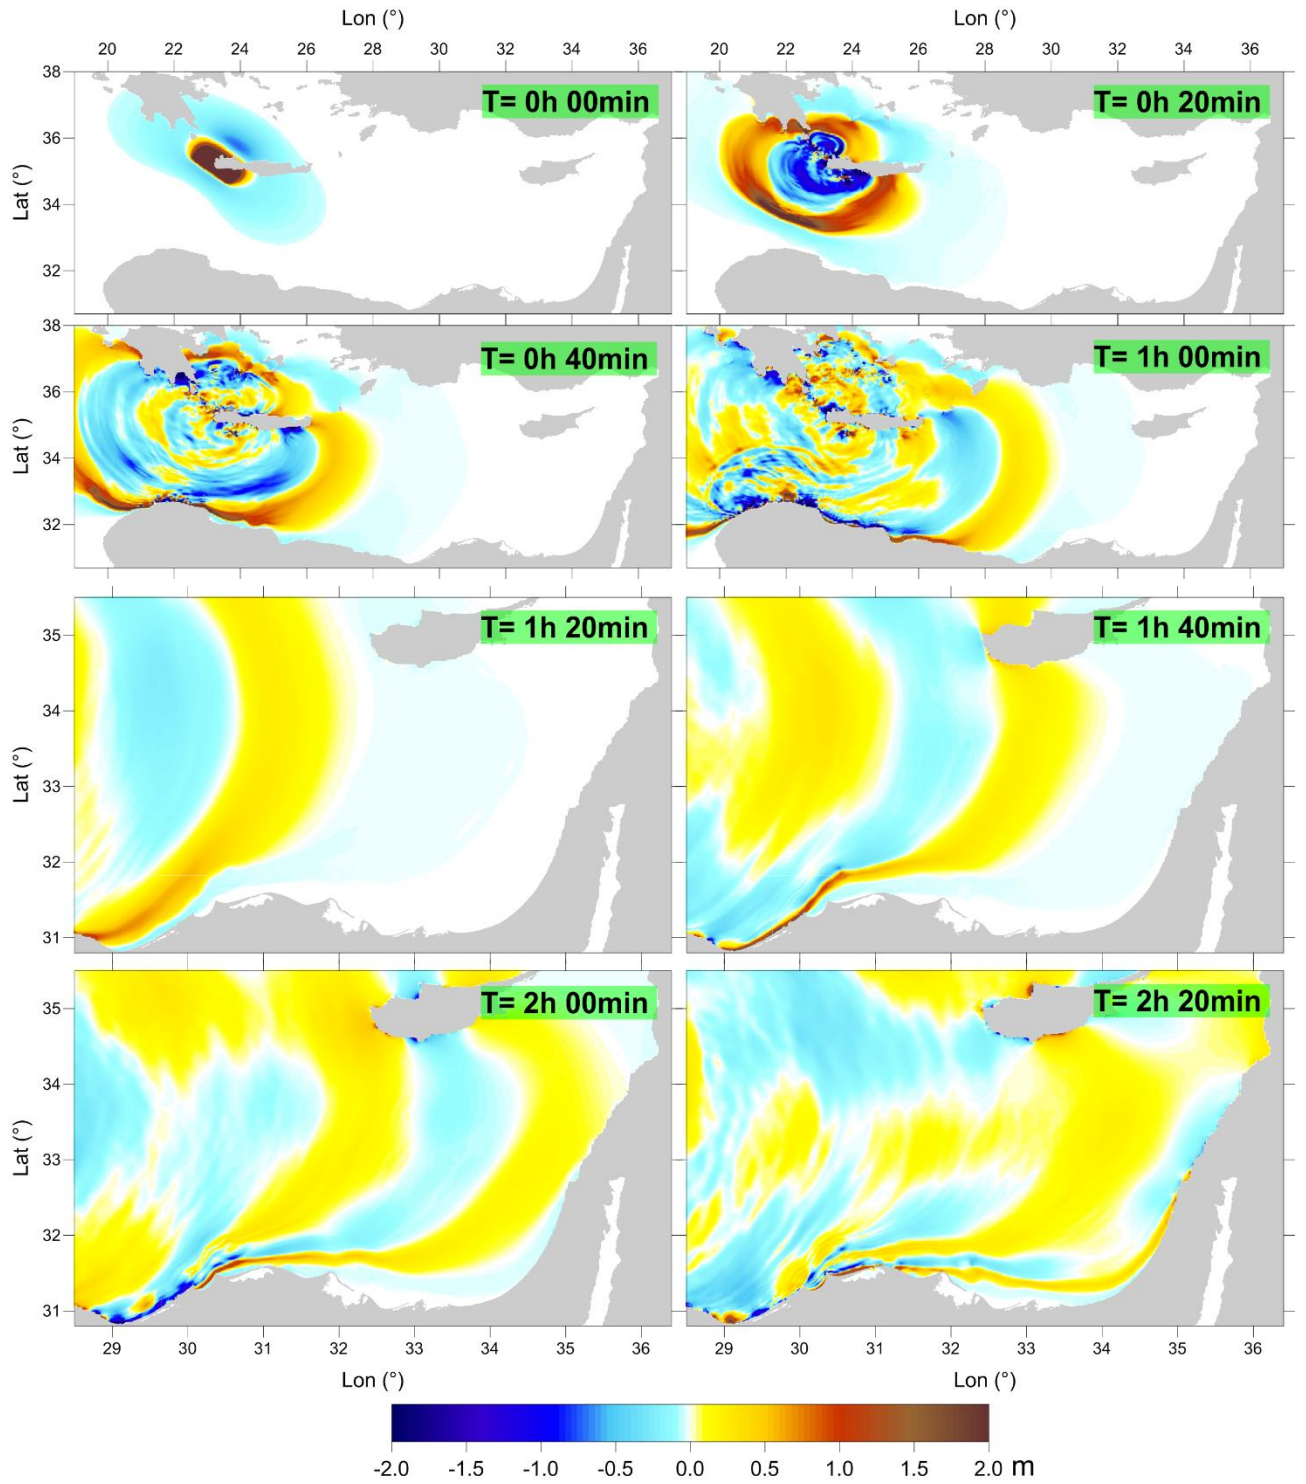 Lon (°)
Lon (°)
20 22 24 26 28 30 32 34 36
20 22 24 26 28 30 32 34 36
38
36
34
32
Lat (°)
T= 0h 00min
T= 0h 20min
38
36
34
32
Lat (°)
T= 0h 40min
T= 1h 00min
35
34
33
32
31
Lat (°)
T= 1h 20min
T= 1h 40min
35
34
33
32
31
Lat (°)
T= 2h 00min
T= 2h 20min
29 30 31 32 33 34 35 36
29 30 31 32 33 34 35 36
Lon (°)
Lon (°)
-2.0 -1.5 -1.0 -0.5 0.0 0.5 1.0 1.5 2.0 m